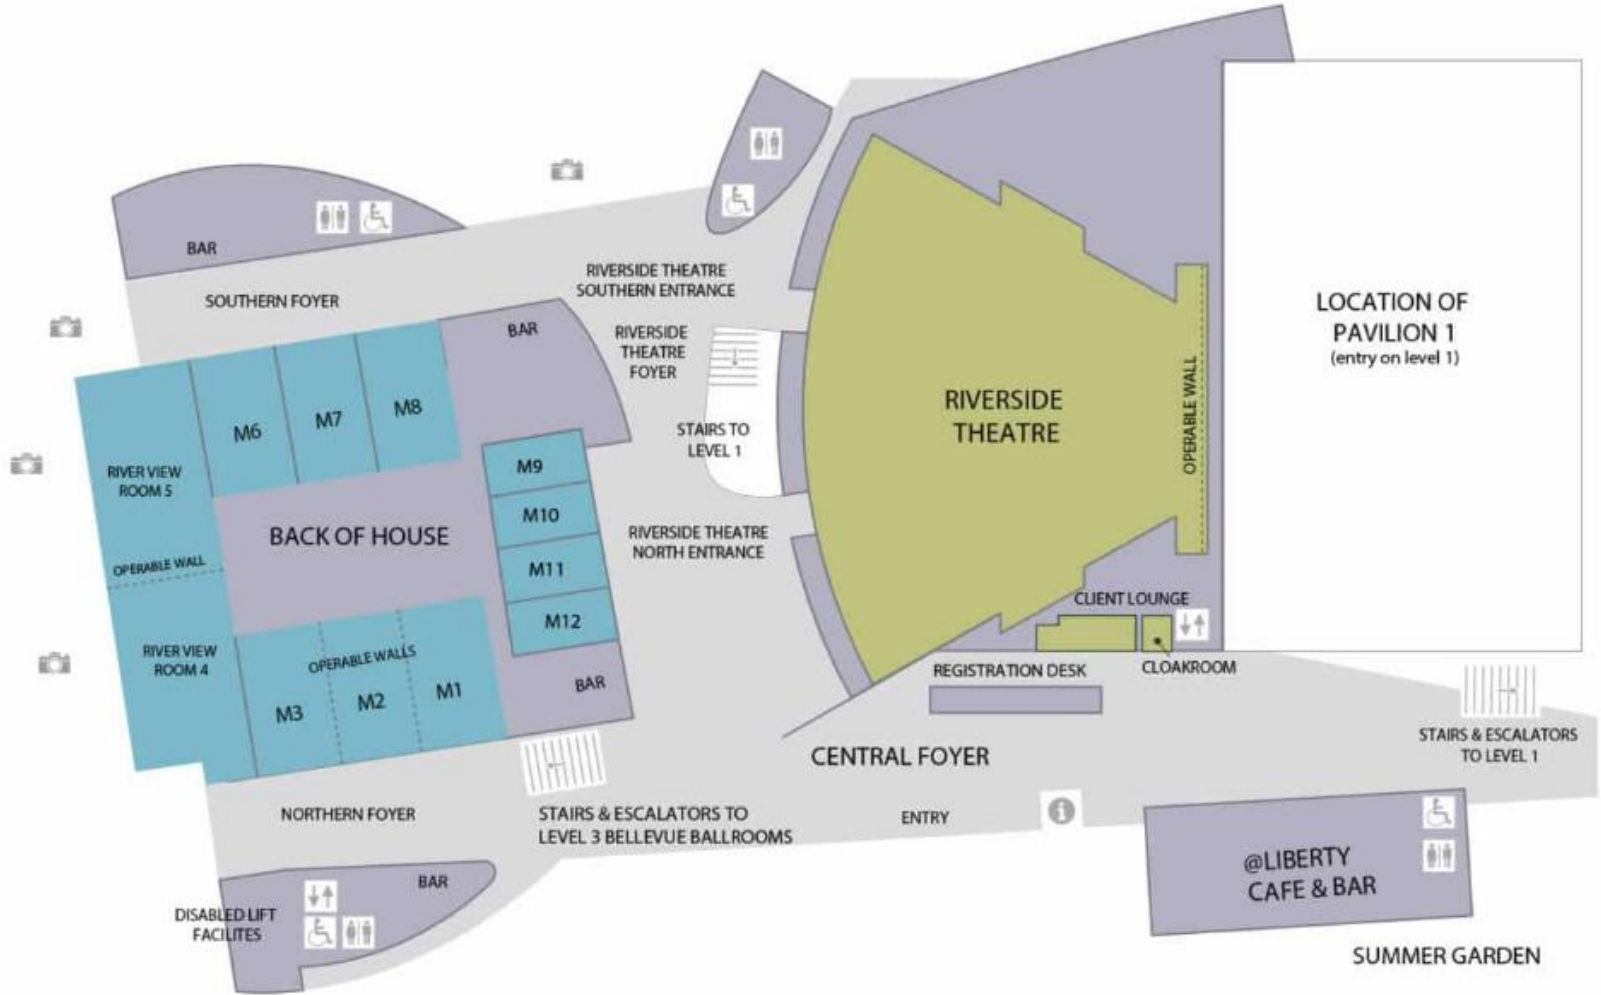 BAR
SOUTHERN FOYER
RIVERSIDE THEATRE
SOUTHERN ENTRANCE
BAR
RIVERSIDE
THEATRE
FOYER
STAIRS TO
LEVEL 1
RIVERSIDE THEATRE
NORTH ENTRANCE
RIVERSIDE
THEATRE
OPERABLE WALL
LOCATION OF
PAVILION 1
(entry on level 1)
M6
M7
M8
RIVER VIEW
ROOM 5
OPERABLE WALL
RIVER VIEW
ROOM 4
BACK OF HOUSE
M9
M10
M11
M12
OPERABLE WALLS
M3
M2
M1
BAR
CLIENT LOUNGE
CLOAKROOM
REGISTRATION DESK
CENTRAL FOYER
STAIRS & ESCALATORS
TO LEVEL 1
NORTHERN FOYER
STAIRS & ESCALATORS TO
LEVEL 3 BELLEVUE BALLROOMS
ENTRY
i
BAR
DISABLED LIFT
FACILITES
@LIBERTY
CAFE & BAR
SUMMER GARDEN